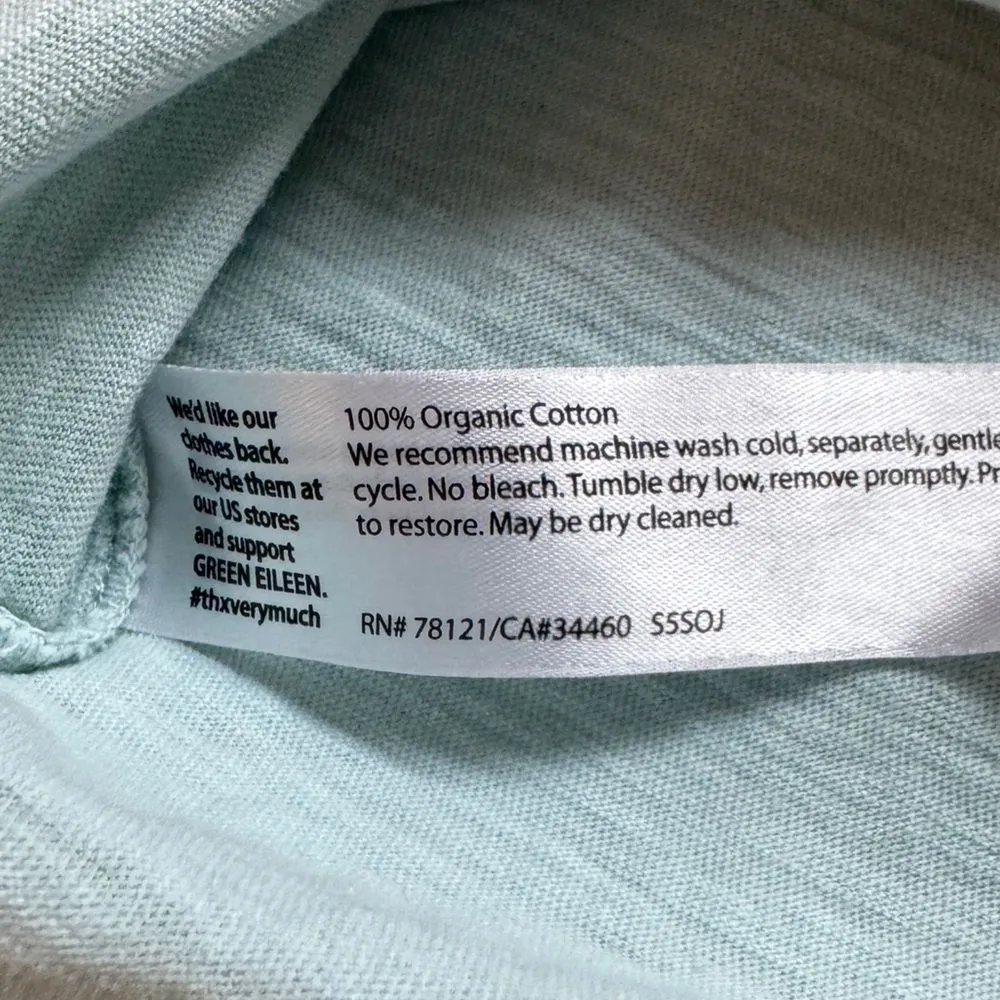 We'd like our
clothes back.
Recycle them at
our US stores
and support
GREEN EILEEN.
#thxverymuch
100% Organic Cotton
We recommend machine wash cold, separately, gentle
cycle. No bleach. Tumble dry low, remove promptly. Pr
to restore. May be dry cleaned.
RN# 78121/CA#34460 S5SOJ